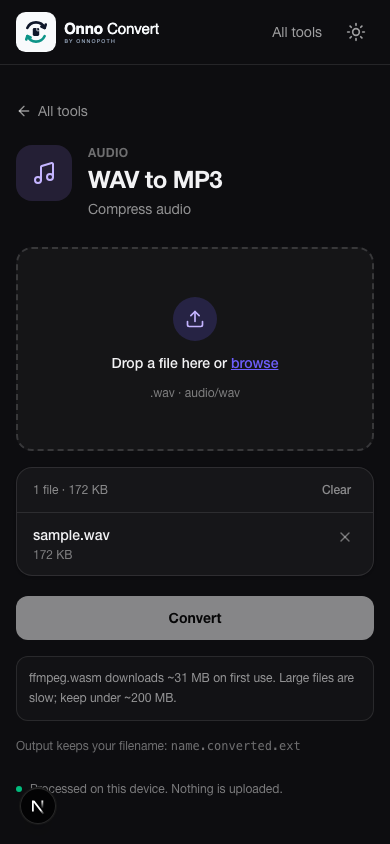 Onno Convert
BY ONNOPOTH
All tools
All tools
AUDIO
WAV to MP3
Compress audio
Drop a file here or browse
.wav · audio/wav
1 file · 172 KB
Clear
sample.wav
172 KB
Convert
ffmpeg.wasm downloads ~31 MB on first use. Large files are
slow; keep under ~200 MB.
Output keeps your filename: name.converted.ext
Processed on this device. Nothing is uploaded.
N